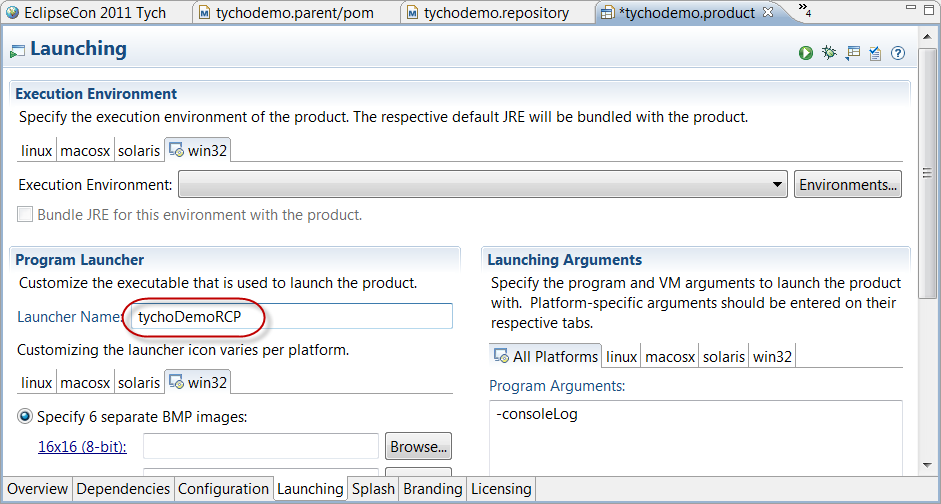 EclipseCon 2011 Tych
tychodemo.parent/pom
tychodemo.repository
*tychodemo.product
4
Launching
Execution Environment
Specify the execution environment of the product. The respective default JRE will be bundled with the product.
linux macosx solaris win32
Execution Environment:
Environments...
Bundle JRE for this environment with the product.
Program Launcher
Customize the executable that is used to launch the product.
Launcher Name: tychoDemoRCP
Customizing the launcher icon varies per platform.
linux macosx solaris win32
Specify 6 separate BMP images:
16x16 (8-bit):
Browse...
Launching Arguments
Specify the program and VM arguments to launch the product
with. Platform-specific arguments should be entered on their
respective tabs.
All Platforms linux macosx solaris win32
Program Arguments:
-consoleLog
Overview Dependencies Configuration Launching Splash Branding Licensing